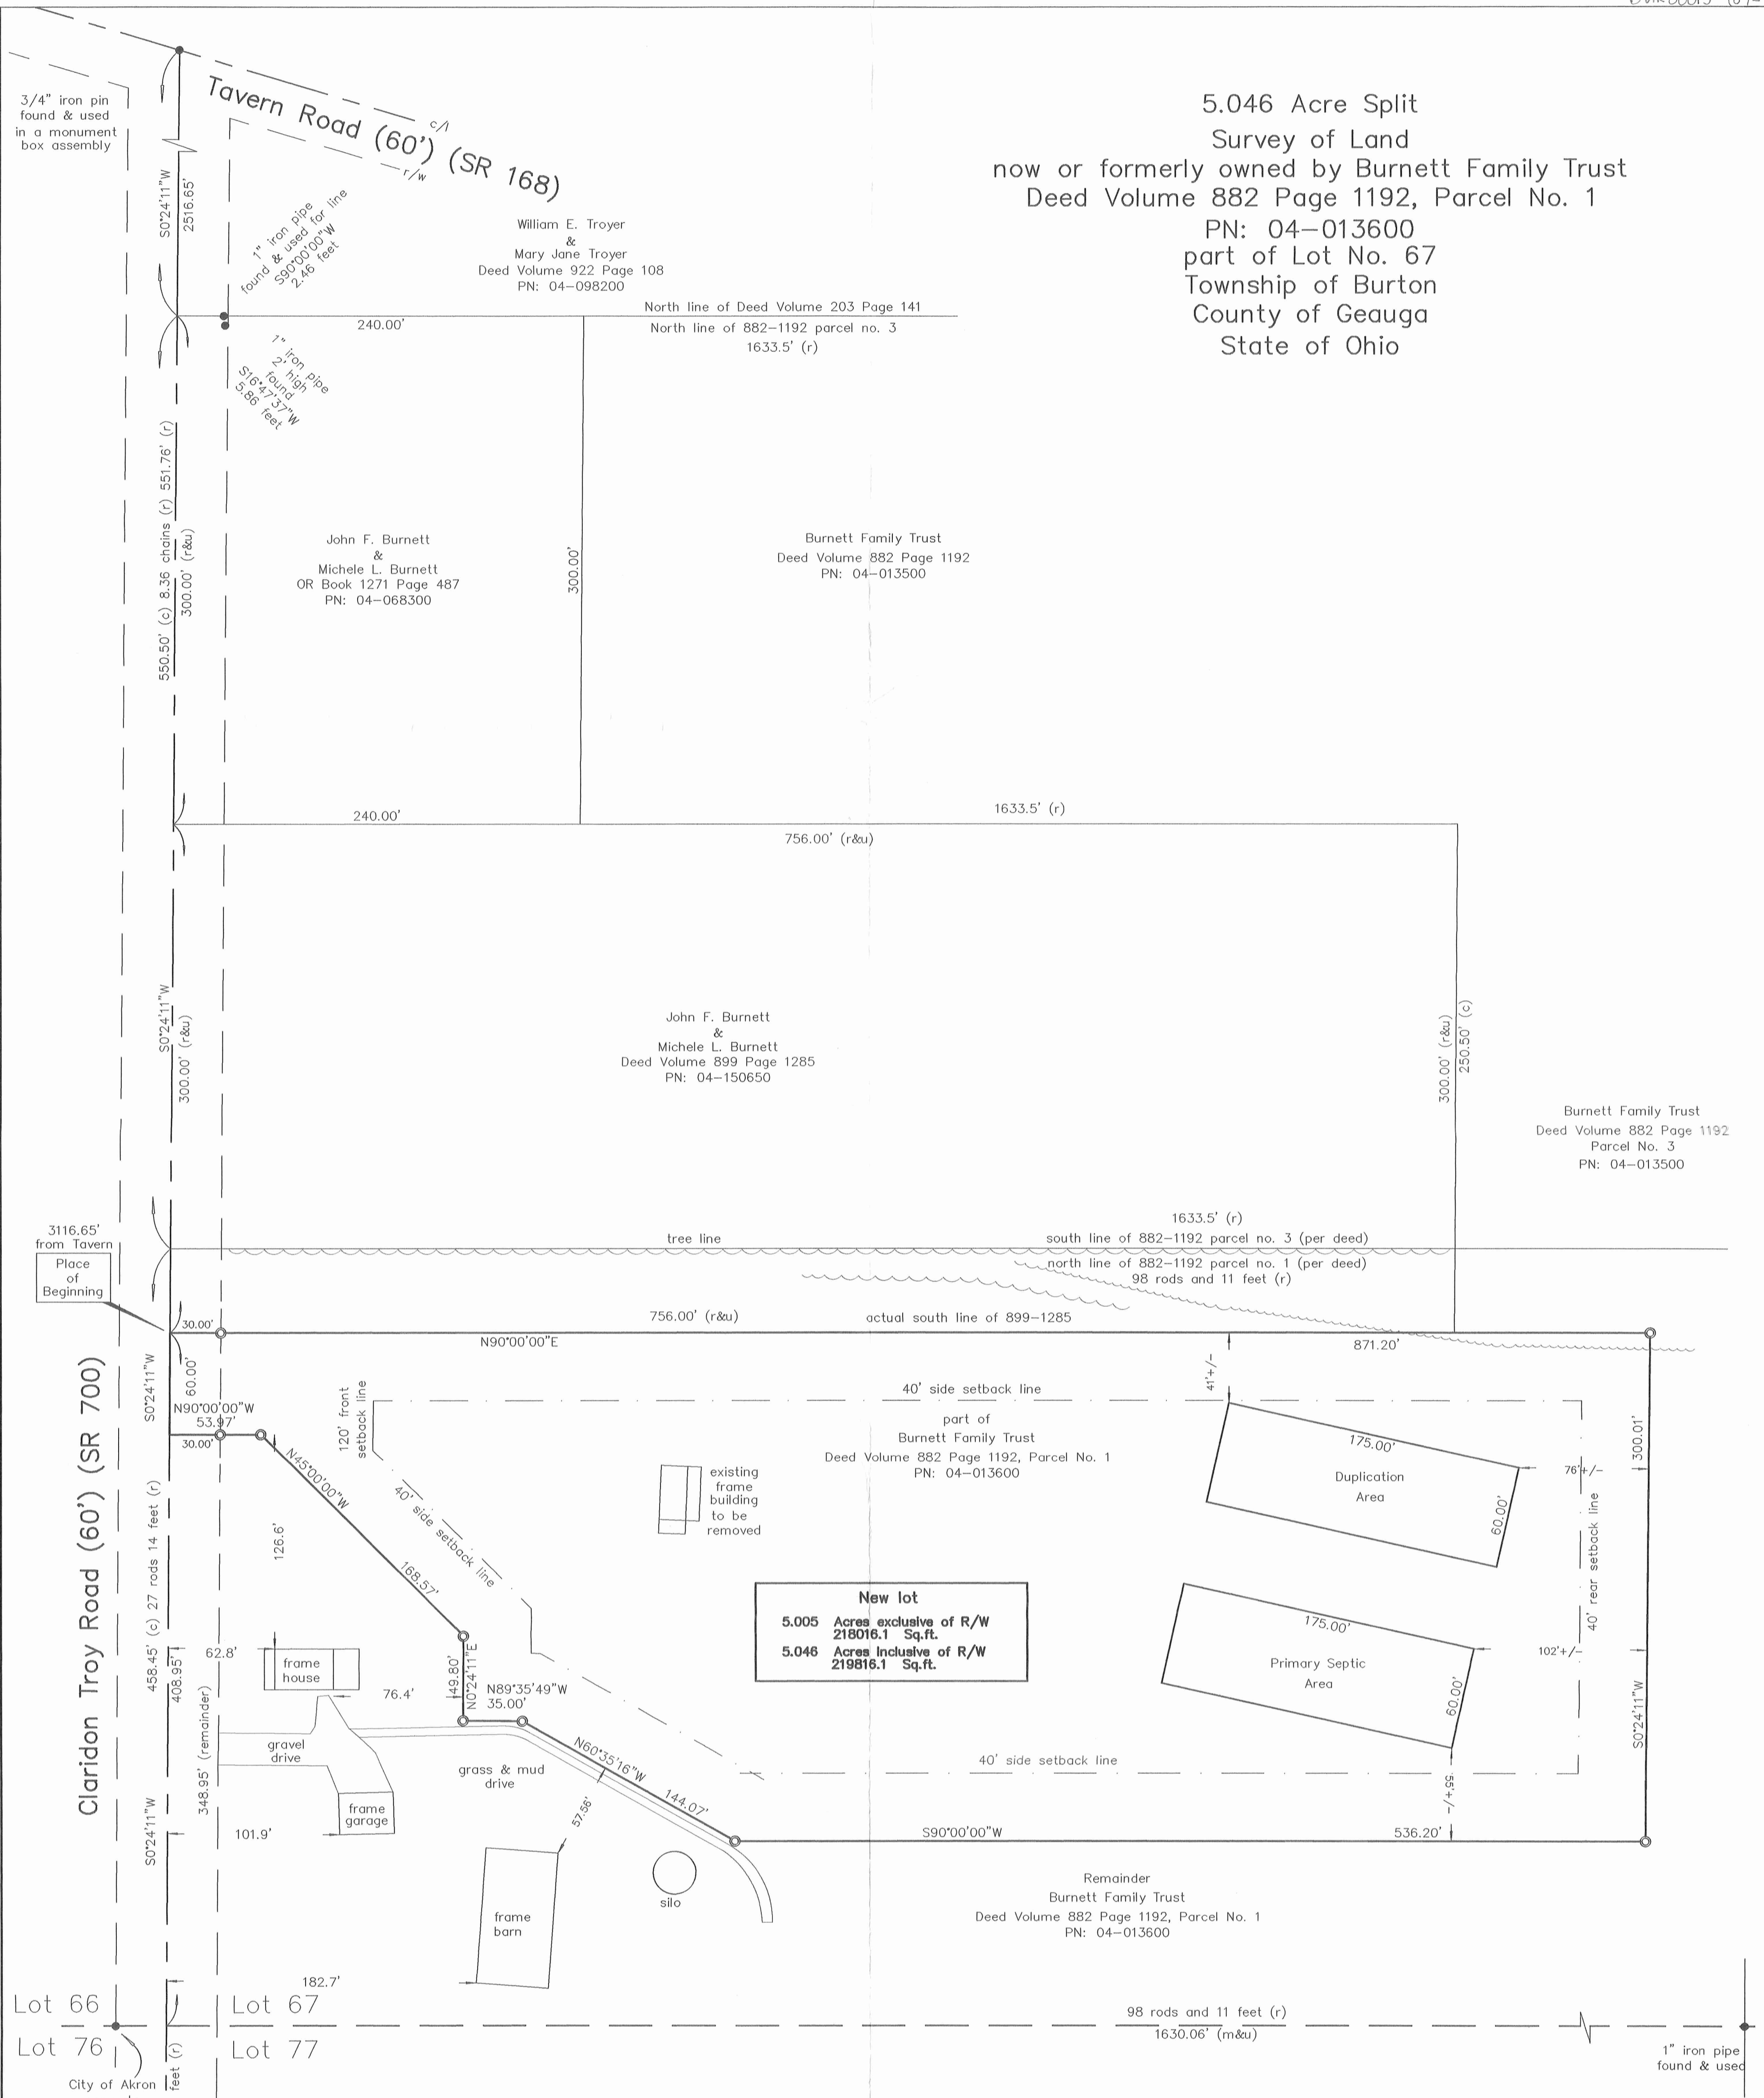 5.046 Acre Split
Survey of Land
now or formerly owned by Burnett Family Trust
Deed Volume 882 Page 1192, Parcel No. 1
PN: 04-013600
part of Lot No. 67
Township of Burton
County of Geauga
State of Ohio
3/4" iron pin
found & used
in a monument
box assembly
Tavern Road (60') (SR 168)
c/l
r/w
S0°24'11"W
2516.65'
1" iron pipe
found & used for line
S90°00'00"W
2.46 feet
William E. Troyer
&
Mary Jane Troyer
Deed Volume 922 Page 108
PN: 04-098200
North line of Deed Volume 203 Page 141
240.00'
North line of 882-1192 parcel no. 3
1633.5' (r)
1" iron pipe
2' high
found
S16°47'37"W
5.86 feet
550.50' (c) 8.36 chains (r) 551.76' (r)
300.00' (r&u)
John F. Burnett
&
Michele L. Burnett
OR Book 1271 Page 487
PN: 04-068300
300.00'
Burnett Family Trust
Deed Volume 882 Page 1192
PN: 04-013500
240.00'
1633.5' (r)
756.00' (r&u)
S0°24'11"W
300.00' (r&u)
John F. Burnett
&
Michele L. Burnett
Deed Volume 899 Page 1285
PN: 04-150650
300.00' (r&u)
250.50' (c)
Burnett Family Trust
Deed Volume 882 Page 1192
Parcel No. 3
PN: 04-013500
3116.65'
from Tavern
Place
of
Beginning
tree line
1633.5' (r)
south line of 882-1192 parcel no. 3 (per deed)
north line of 882-1192 parcel no. 1 (per deed)
98 rods and 11 feet (r)
30.00'
756.00' (r&u)
actual south line of 899-1285
N90°00'00"E
871.20'
Claridon Troy Road (60') (SR 700)
S0°24'11"W
60.00'
N90°00'00"W
53.97'
30.00'
120' front
setback line
40' side setback line
41'+/-
part of
Burnett Family Trust
Deed Volume 882 Page 1192, Parcel No. 1
PN: 04-013600
N45°00'00"W
168.57'
40' side setback line
existing
frame
building
to be
removed
175.00'
Duplication
Area
60.00'
76'+/-
300.01'
40' rear setback line
126.6'
458.45' (c) 27 rods 14 feet (r)
408.95'
New lot
5.005 Acres exclusive of R/W
218016.1 Sq.ft.
5.046 Acres Inclusive of R/W
219816.1 Sq.ft.
175.00'
Primary Septic
Area
60.00'
102'+/-
S0°24'11"W
62.8'
frame
house
76.4'
49.80'
N0°24'11"E
N89°35'49"W
35.00'
348.95' (remainder)
gravel
drive
grass & mud
drive
N60°35'16"W
144.07'
40' side setback line
55'+/-
S0°24'11"W
frame
garage
101.9'
57.56'
S90°00'00"W
536.20'
silo
frame
barn
Remainder
Burnett Family Trust
Deed Volume 882 Page 1192, Parcel No. 1
PN: 04-013600
182.7'
Lot 66
Lot 67
98 rods and 11 feet (r)
1630.06' (m&u)
Lot 76
Lot 77
1" iron pipe
found & used
City of Akron
feet (r)